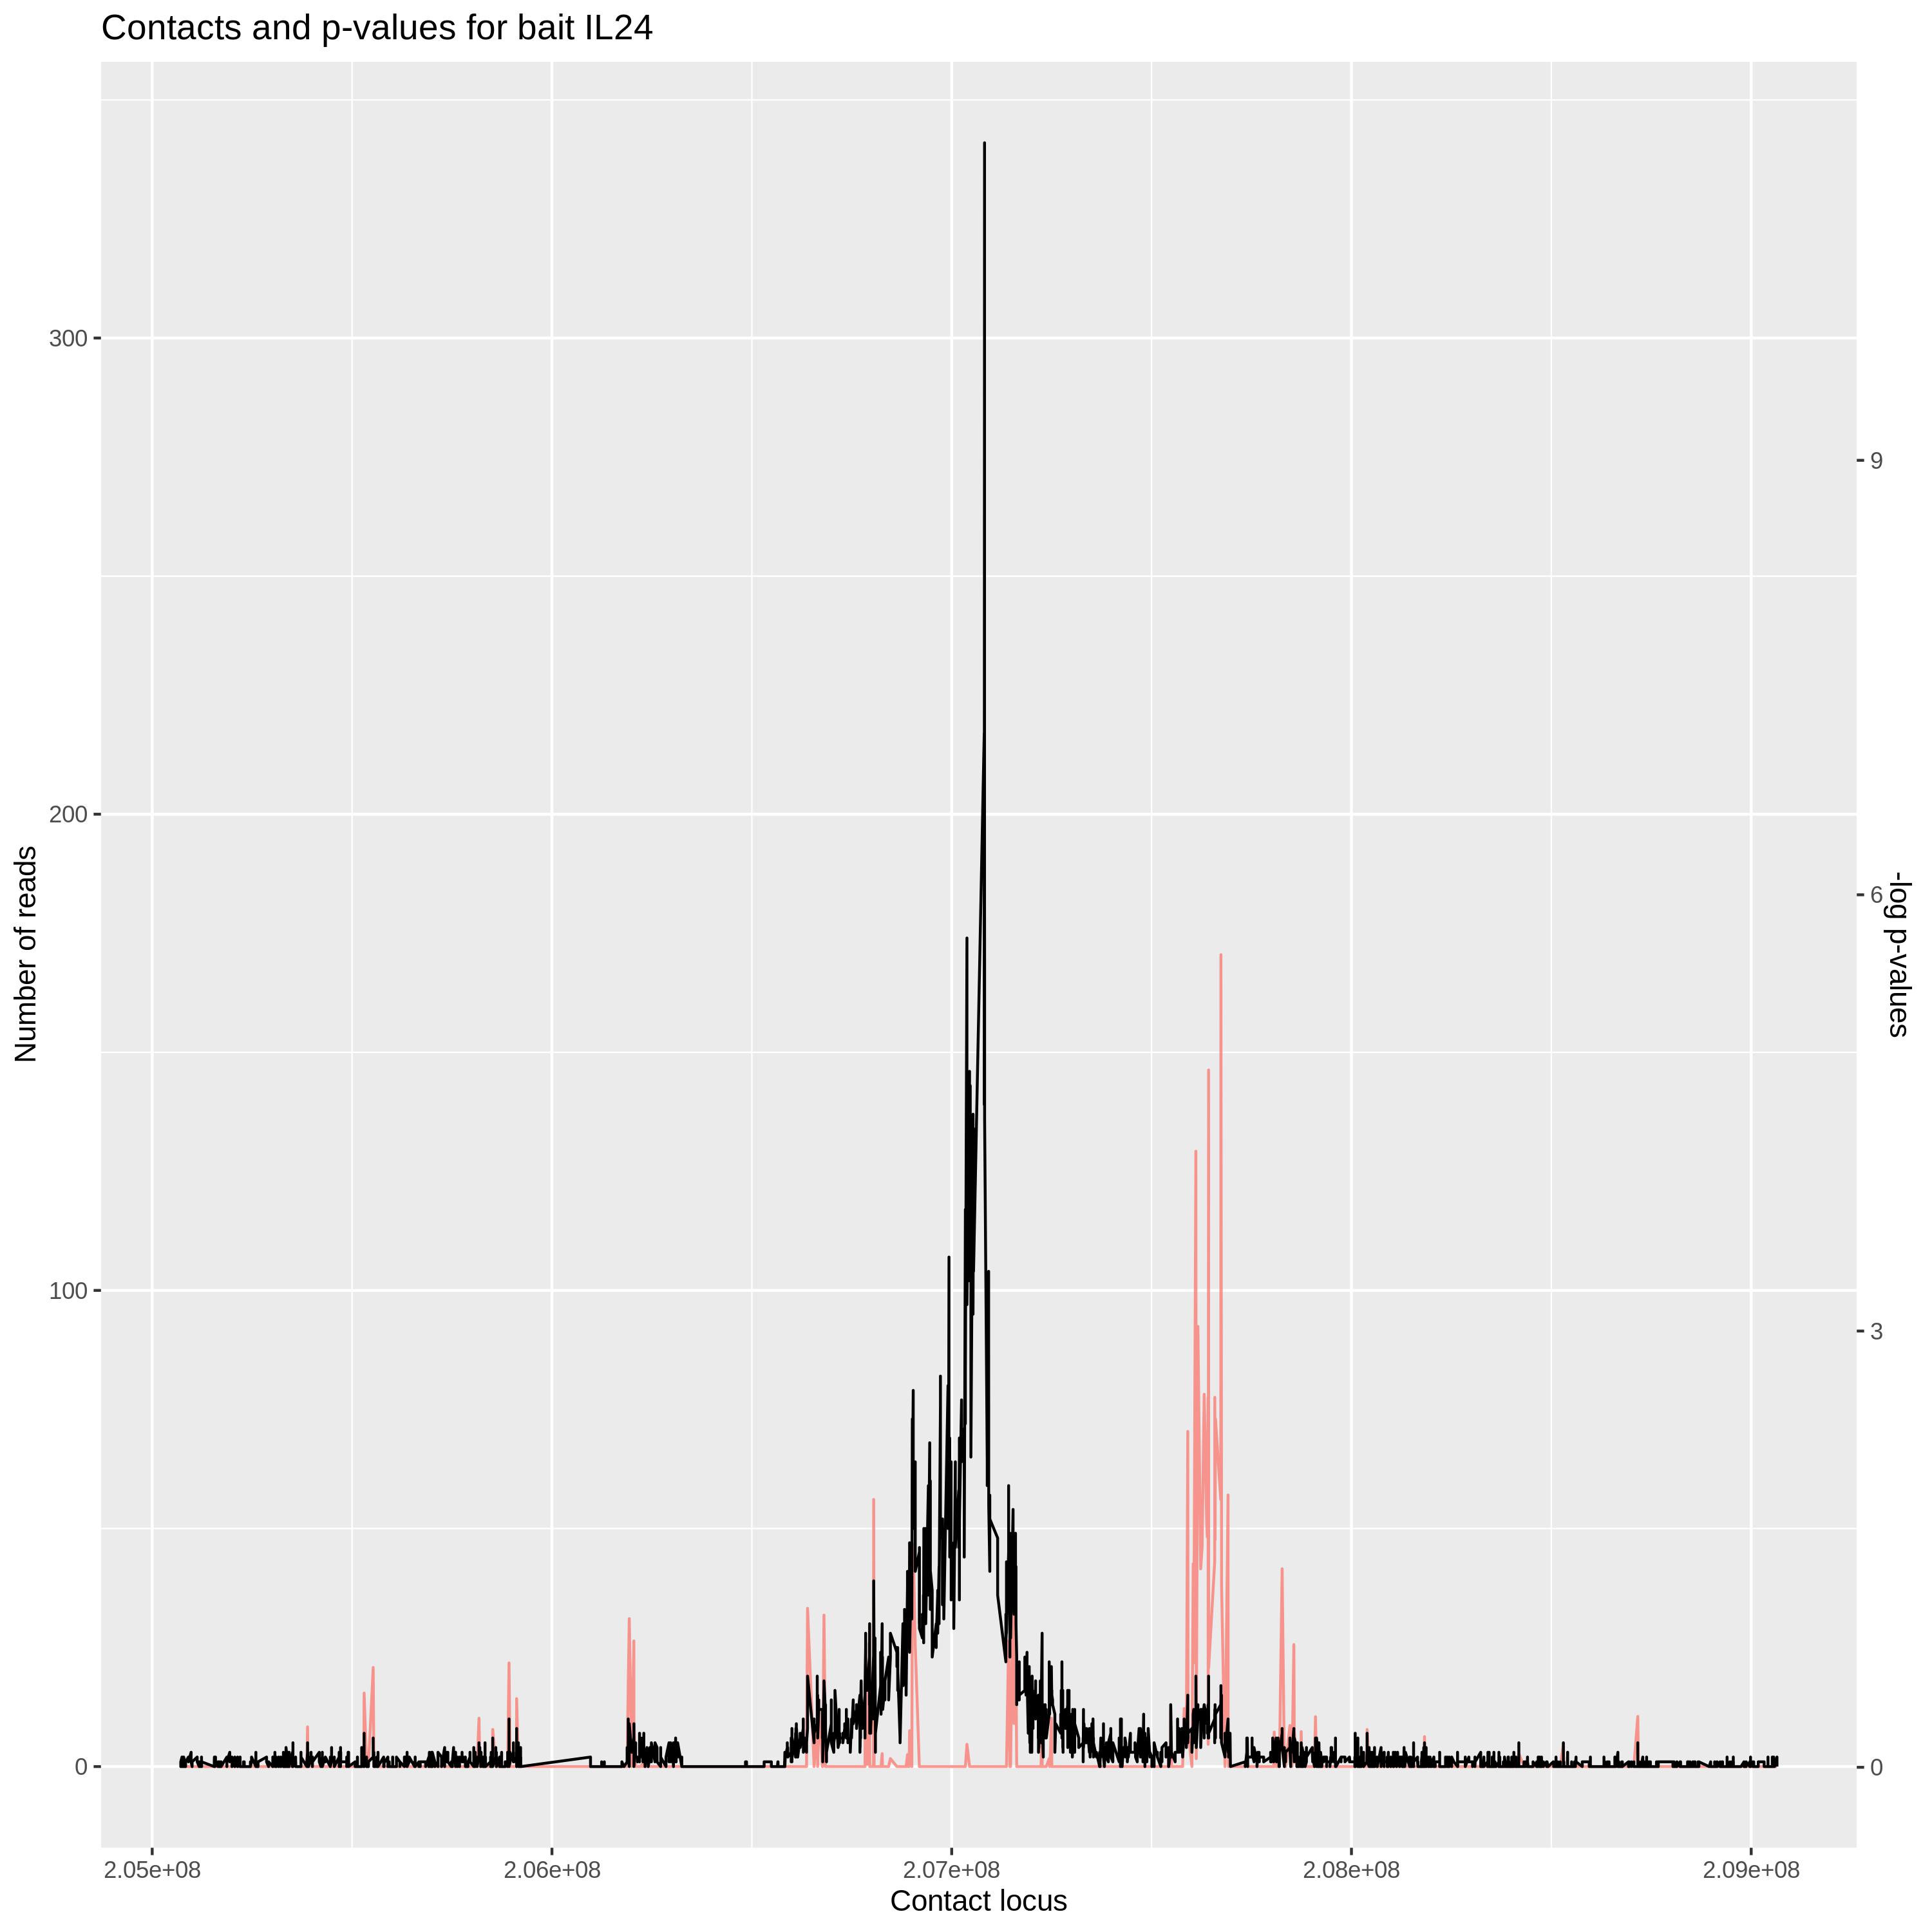 Contacts and p-values for bait IL24
Number of reads
300
200
100
0
9
6
3
0
-log p-values
2.05e+08 2.06e+08 2.07e+08 2.08e+08 2.09e+08
Contact locus